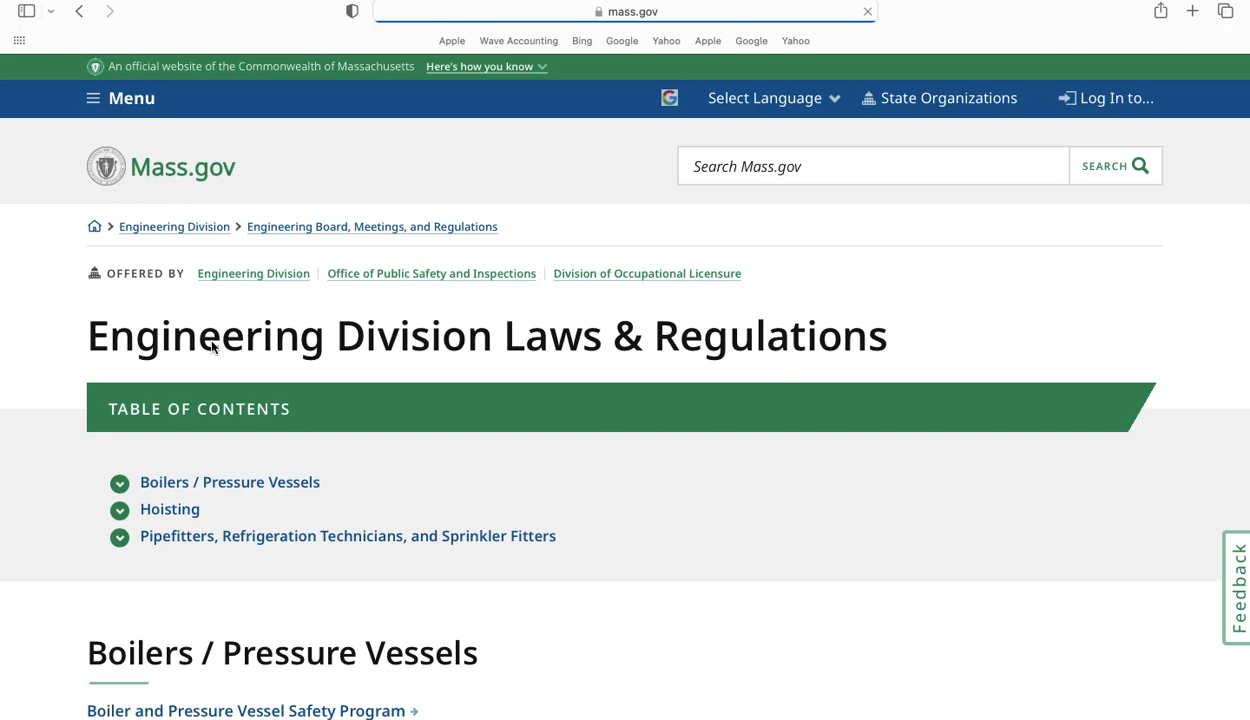 mass.gov
Apple Wave Accounting Bing Google Yahoo Apple Google Yahoo
An official website of the Commonwealth of Massachusetts Here's how you know
Menu Select Language State Organizations Log In to...
Mass.gov Search Mass.gov SEARCH
Engineering Division Engineering Board, Meetings, and Regulations
OFFERED BY Engineering Division Office of Public Safety and Inspections Division of Occupational Licensure
Engineering Division Laws & Regulations
TABLE OF CONTENTS
Boilers / Pressure Vessels
Hoisting
Pipefitters, Refrigeration Technicians, and Sprinkler Fitters
Feedback
Boilers / Pressure Vessels
Boiler and Pressure Vessel Safety Program